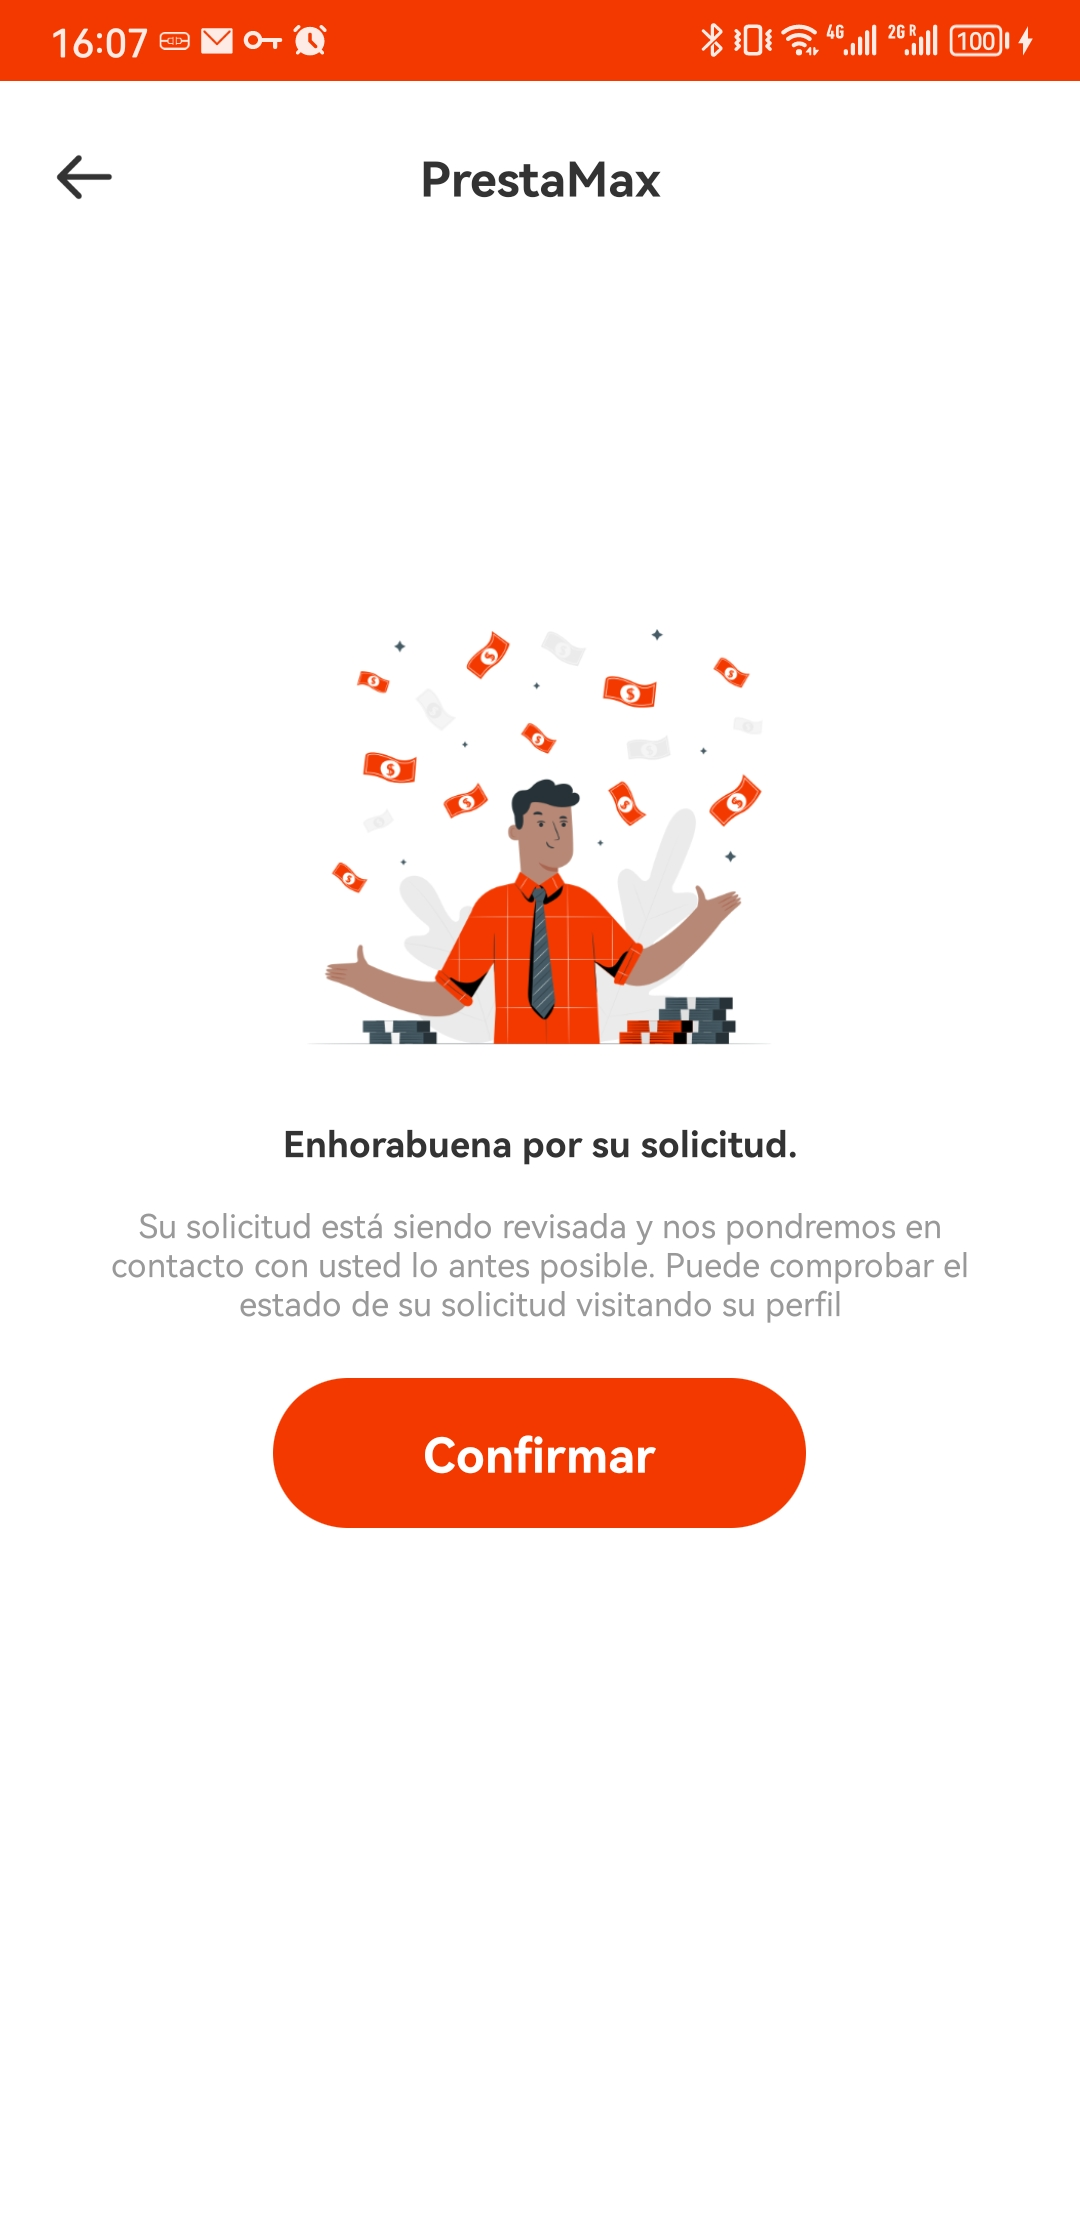 16:07
4G
2G R
100
PrestaMax
Enhorabuena por su solicitud.
Su solicitud está siendo revisada y nos pondremos en
contacto con usted lo antes posible. Puede comprobar el
estado de su solicitud visitando su perfil
Confirmar